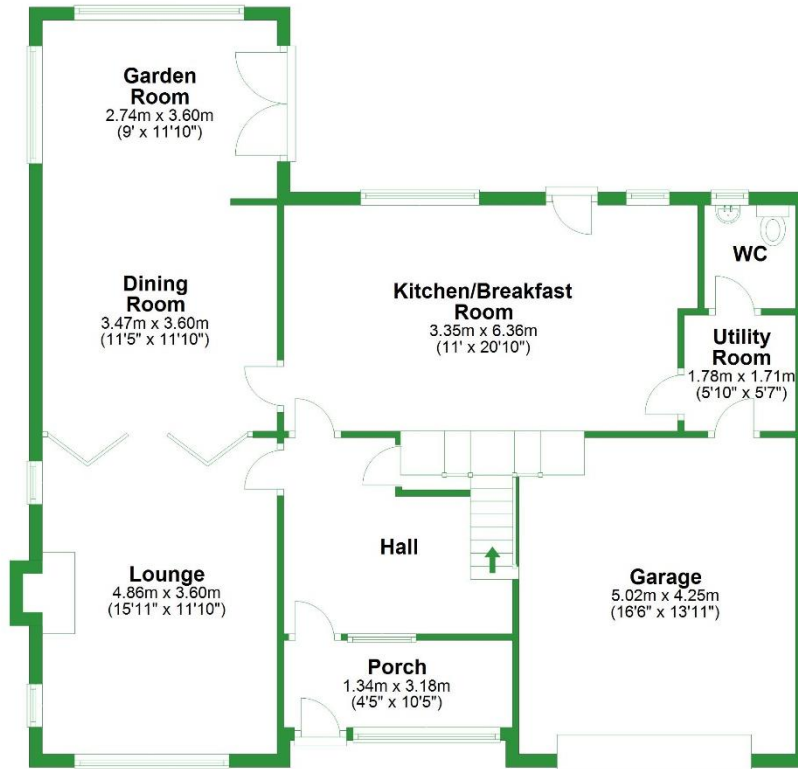 Garden
Room
2.74m x 3.60m
(9' x 11'10")
Dining
Room
3.47m x 3.60m
(11'5" x 11'10")
Kitchen/Breakfast
Room
3.35m x 6.36m
(11' x 20'10")
WC
Utility
Room
1.78m x 1.71m
(5'10" x 5'7")
Hall
Lounge
4.86m x 3.60m
(15'11" x 11'10")
Garage
5.02m x 4.25m
(16'6" x 13'11")
Porch
1.34m x 3.18m
(4'5" x 10'5")